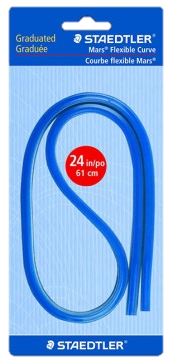 Graduated
Graduée
STAEDTLER®
Mars® Flexible Curve
Courbe flexible Mars®
24 in/po
61 cm
STAEDTLER®